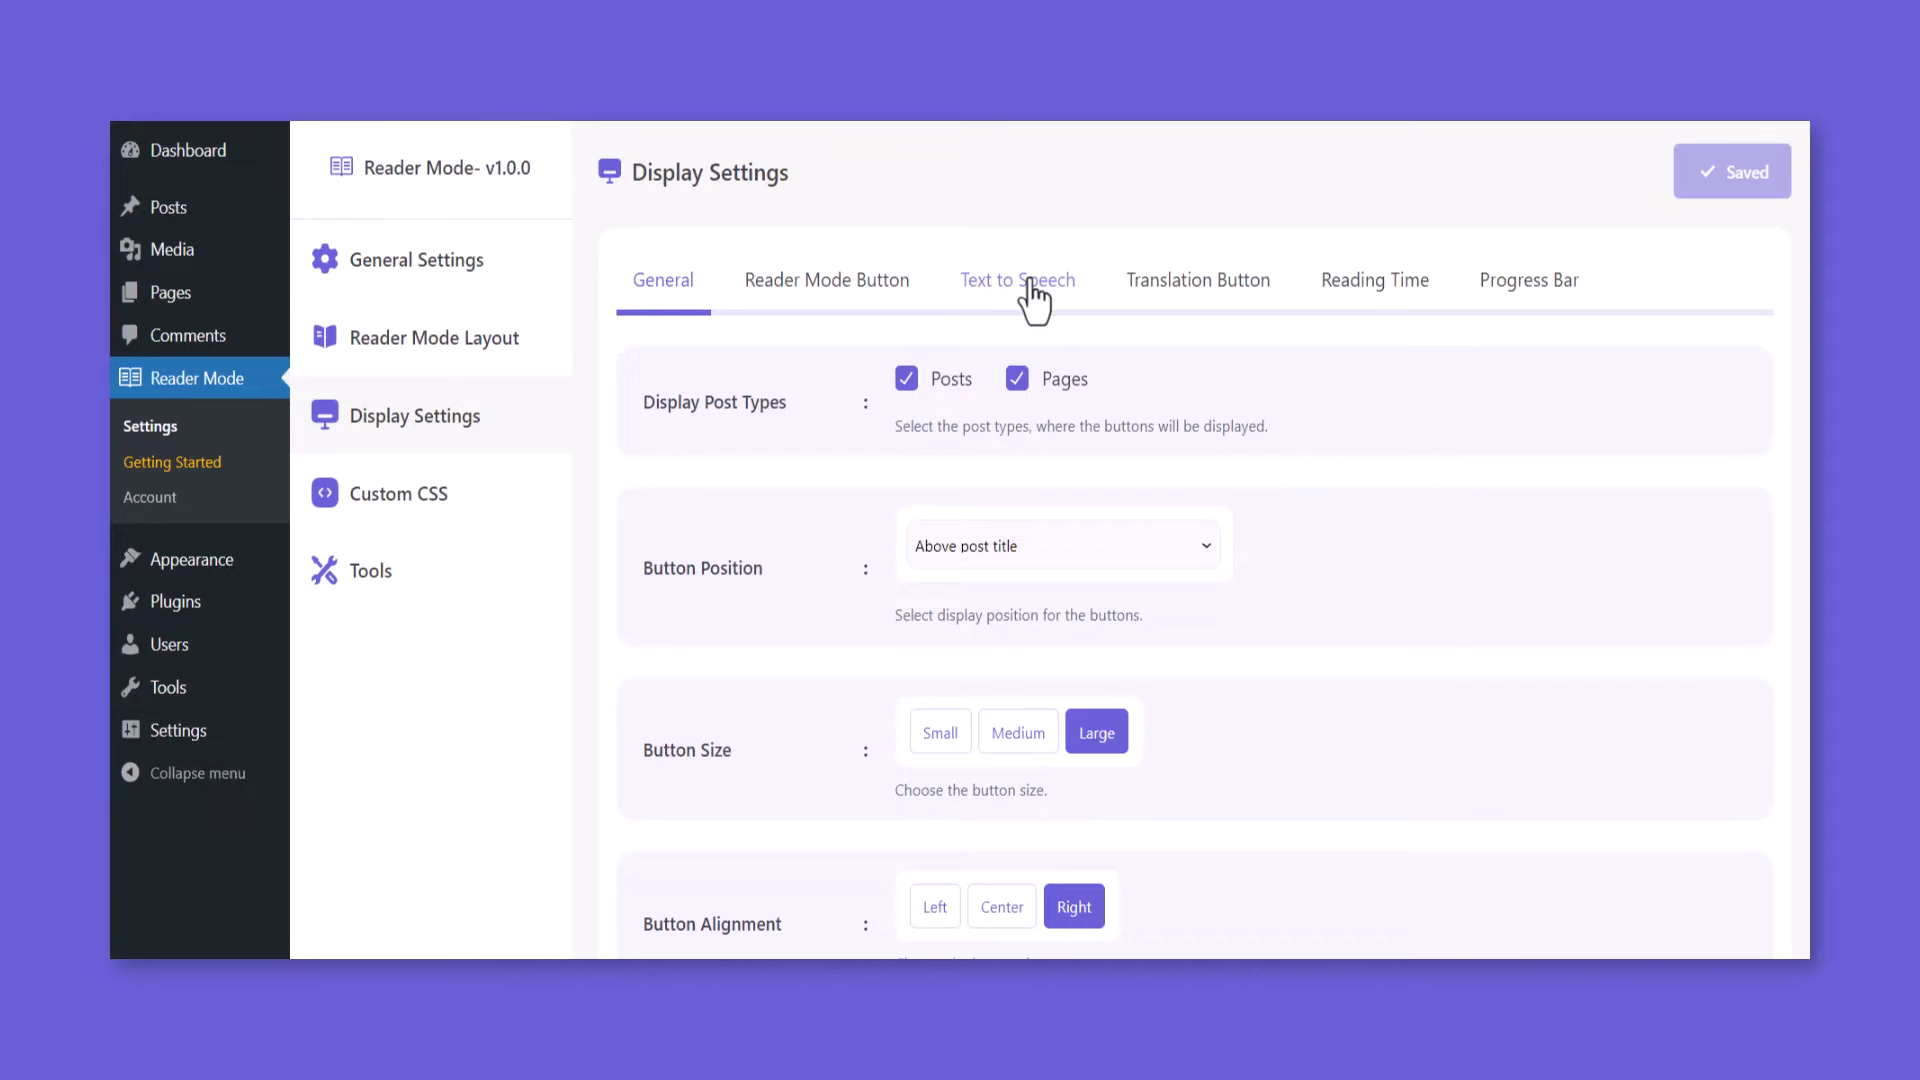 Dashboard
Posts
Media
Pages
Comments
Reader Mode
Settings
Getting Started
Account
Appearance
Plugins
Users
Tools
Settings
Collapse menu
Reader Mode- v1.0.0
General Settings
Reader Mode Layout
Display Settings
Custom CSS
Tools
Display Settings
Saved
General
Reader Mode Button
Text to Speech
Translation Button
Reading Time
Progress Bar
Display Post Types :
Posts
Pages
Select the post types, where the buttons will be displayed.
Button Position :
Above post title
Select display position for the buttons.
Button Size :
Small
Medium
Large
Choose the button size.
Button Alignment :
Left
Center
Right